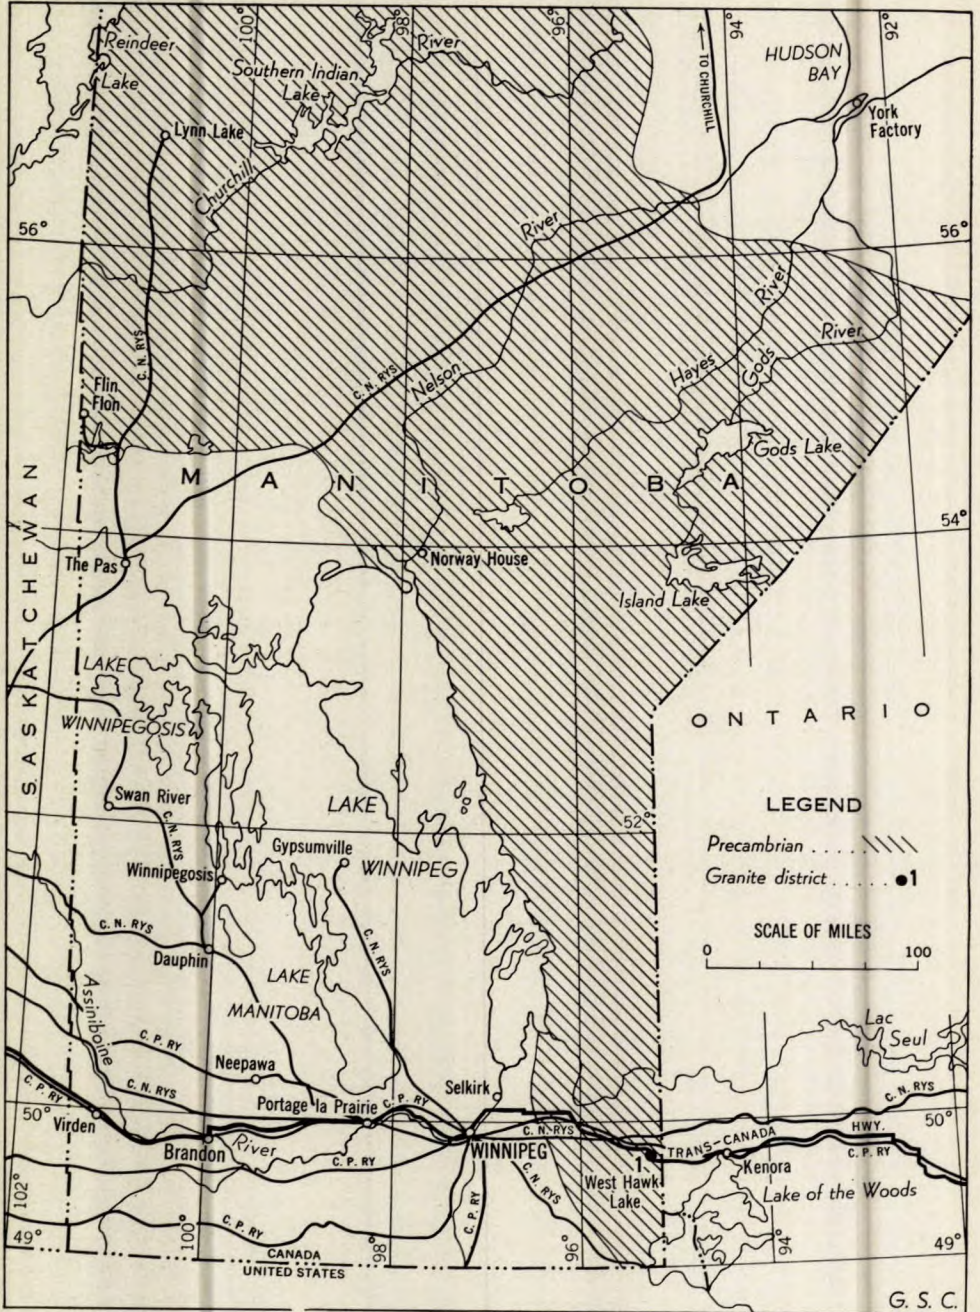 100°
98°
96°
94°
92°
Reindeer
Lake
River
Southern Indian
Lake
TO CHURCHILL
HUDSON
BAY
York
Factory
Lynn Lake
Churchill
56°
River
56°
River
River
C. N. RYS
C. N. RYS
Nelson
Hayes
Gods
Flin
Flon
Gods Lake
MANITOBA
SASKATCHEWAN
54°
The Pas
Norway House
Island Lake
LAKE
WINNIPEGOSIS
ONTARIO
Swan River
LAKE
WINNIPEG
52°
LEGEND
Precambrian
Granite district 1
SCALE OF MILES
0 100
C. N. RYS
Gypsumville
Winnipegosis
C. N. RYS
Dauphin
C. N. RYS
LAKE
MANITOBA
Assiniboine
Lac
Seul
C. P. RY
Neepawa
Selkirk
C. N. RYS
C. P. RY
C. N. RYS
Portage la Prairie
C. P. RY
50°
50°
Virden
Brandon
River
C. P. RY
WINNIPEG
C. N. RYS
TRANS-CANADA
HWY.
C. P. RY
1
West Hawk
Lake
Kenora
Lake of the Woods
C. N. RYS
C. P. RY
C. P. RY
102°
49°
100°
98°
96°
94°
49°
CANADA
UNITED STATES
G. S. C.